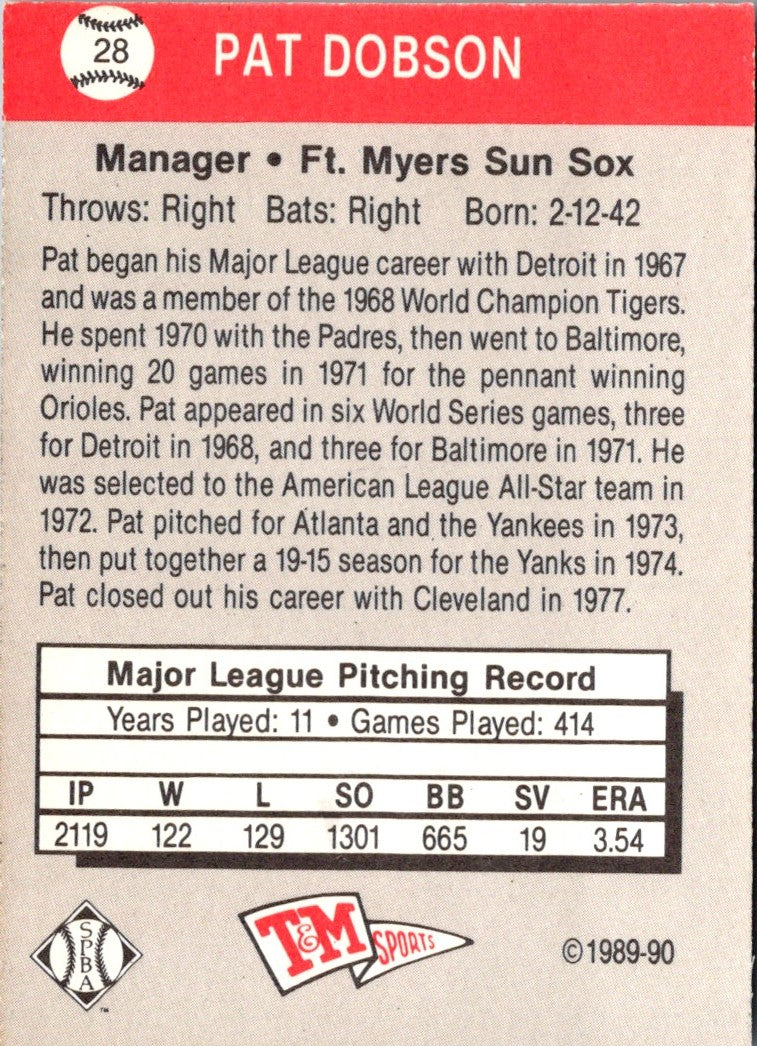 28
PAT DOBSON
Manager • Ft. Myers Sun Sox
Throws: Right Bats: Right Born: 2-12-42
Pat began his Major League career with Detroit in 1967
and was a member of the 1968 World Champion Tigers.
He spent 1970 with the Padres, then went to Baltimore,
winning 20 games in 1971 for the pennant winning
Orioles. Pat appeared in six World Series games, three
for Detroit in 1968, and three for Baltimore in 1971. He
was selected to the American League All-Star team in
1972. Pat pitched for Atlanta and the Yankees in 1973,
then put together a 19-15 season for the Yanks in 1974.
Pat closed out his career with Cleveland in 1977.
Major League Pitching Record
Years Played: 11 • Games Played: 414
IP W L SO BB SV ERA
2119 122 129 1301 665 19 3.54
SPBA
™
T&M
SPORTS
©1989-90